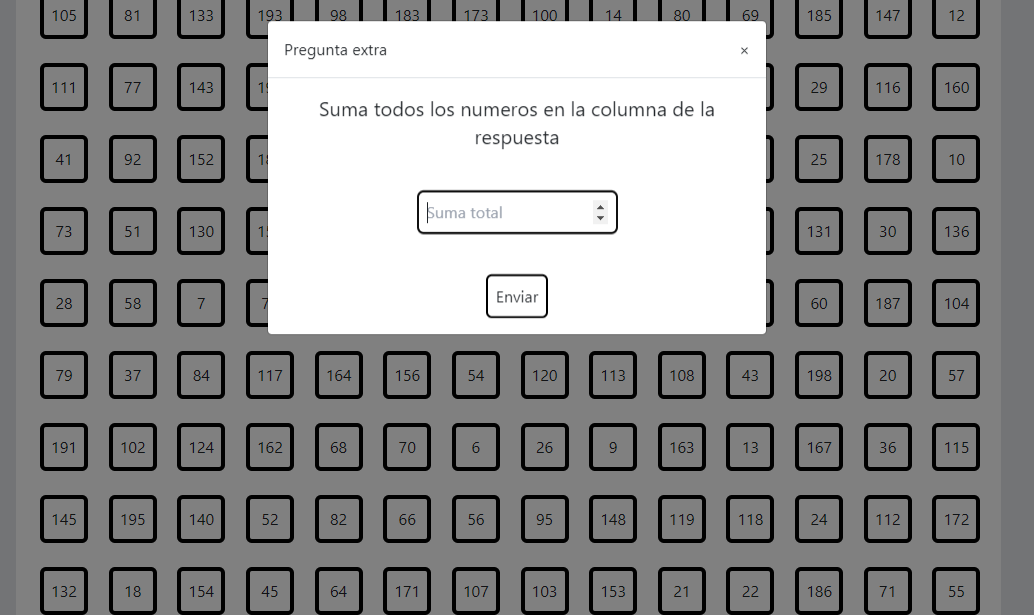 105 81 133 193 98 183 173 100 14 80 69 185 147 12
Pregunta extra ×
111 77 143 29 116 160
Suma todos los numeros en la columna de la
respuesta
41 92 152 25 178 10
Suma total
73 51 130 131 30 136
Enviar
28 58 7 60 187 104
79 37 84 117 164 156 54 120 113 108 43 198 20 57
191 102 124 162 68 70 6 26 9 163 13 167 36 115
145 195 140 52 82 66 56 95 148 119 118 24 112 172
132 18 154 45 64 171 107 103 153 21 22 186 71 55